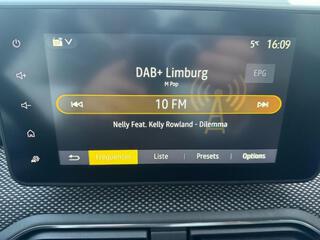 5°C 16:09
DAB+ Limburg
M Pop
EPG
10 FM
Nelly Feat. Kelly Rowland - Dilemma
Frequenties Liste Presets Options